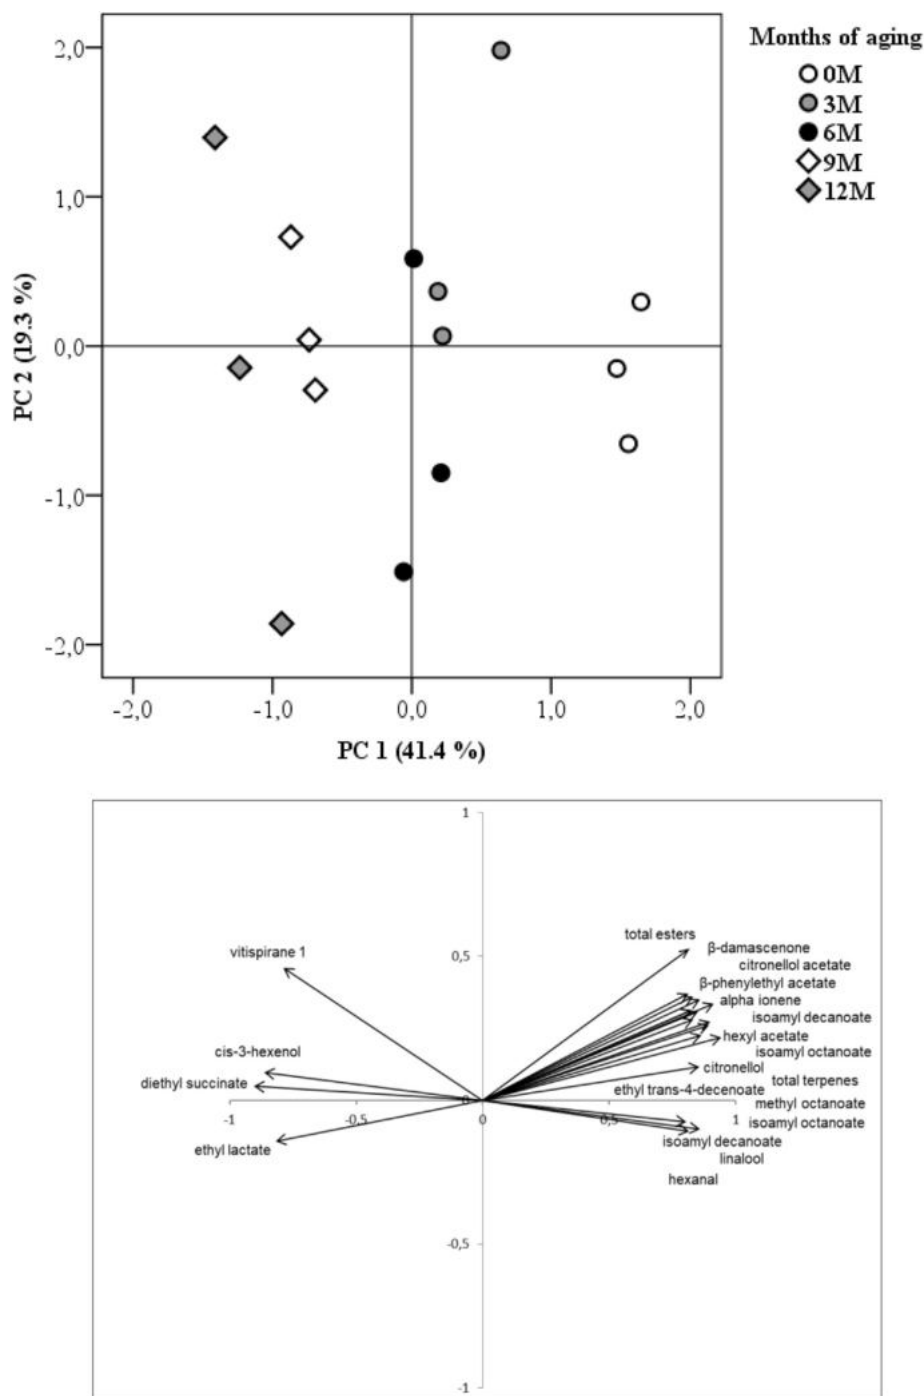 Months of aging
0M
3M
6M
9M
12M
2,0
1,0
0,0
-1,0
-2,0
PC 2 (19.3 %)
-2,0 -1,0 0,0 1,0 2,0
PC 1 (41.4 %)
1
total esters
vitispirane 1
β-damascenone
0,5
citronellol acetate
β-phenylethyl acetate
alpha ionene
isoamyl decanoate
hexyl acetate
cis-3-hexenol
isoamyl octanoate
citronellol
diethyl succinate
total terpenes
ethyl trans-4-decenoate
0
methyl octanoate
-1 -0,5 0 0,5 1
isoamyl octanoate
isoamyl decanoate
ethyl lactate
linalool
hexanal
-0,5
-1